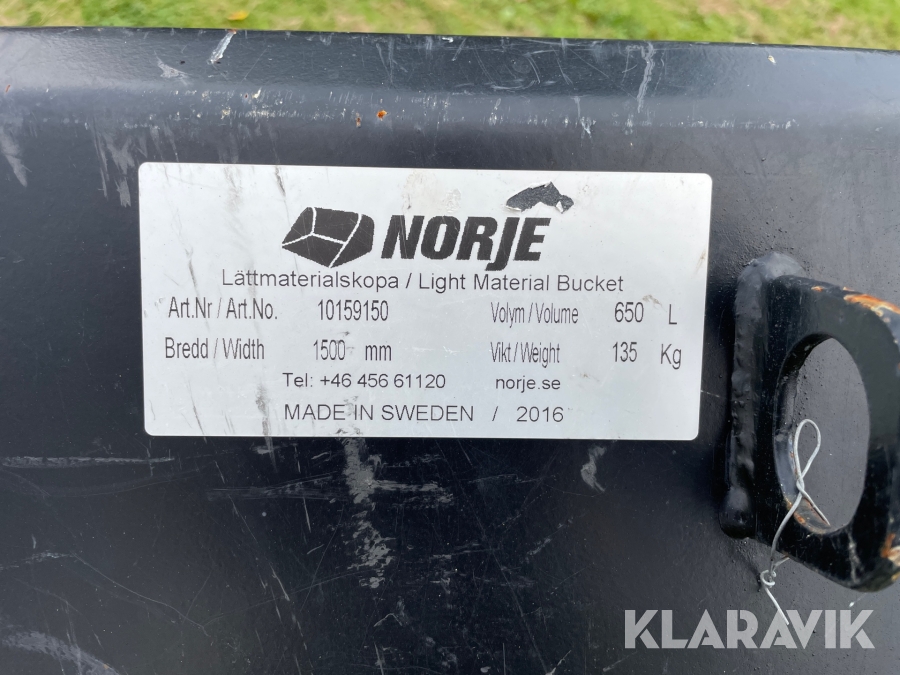 NORJE
Lättmaterialskopa / Light Material Bucket
Art.Nr / Art.No. 10159150 Volym / Volume 650 L
Bredd / Width 1500 mm Vikt / Weight 135 Kg
Tel: +46 456 61120 norje.se
MADE IN SWEDEN / 2016
KLARAVIK